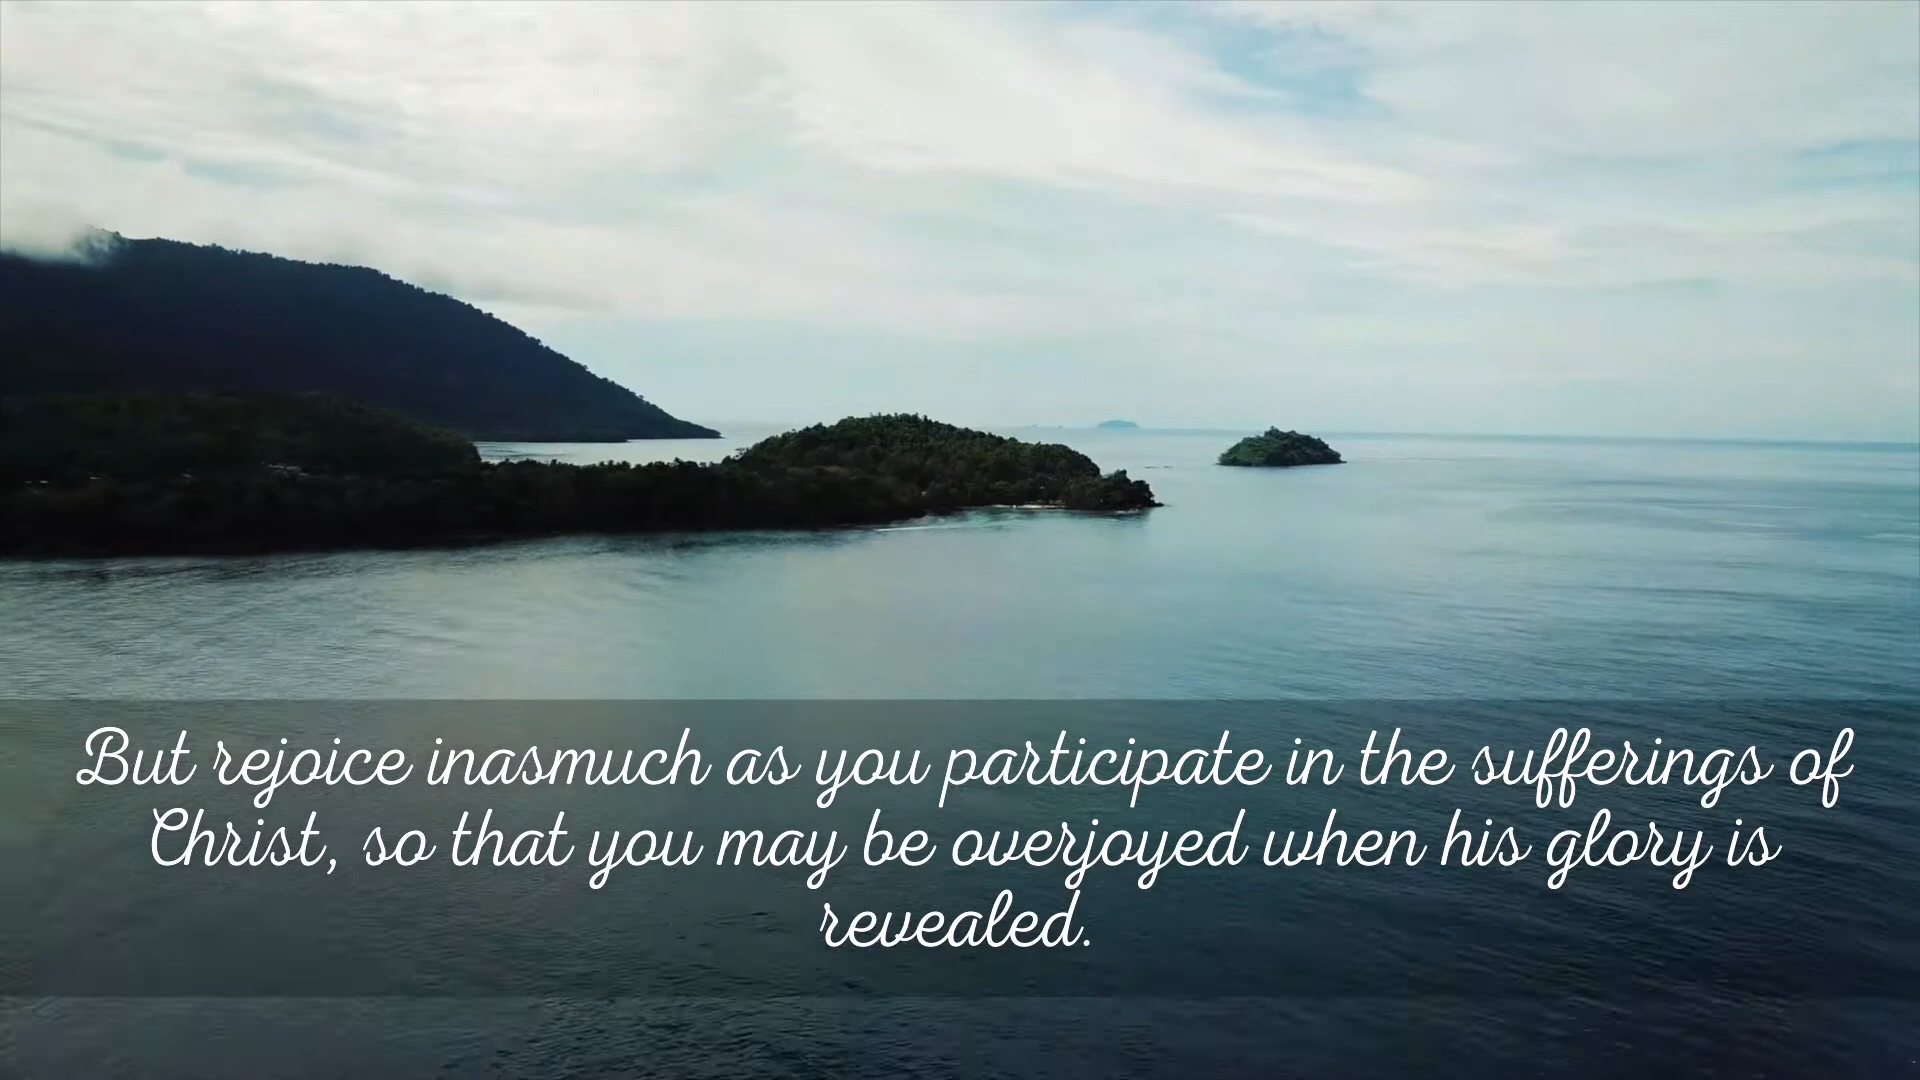 But rejoice inasmuch as you participate in the sufferings of
Christ, so that you may be overjoyed when his glory is
revealed.